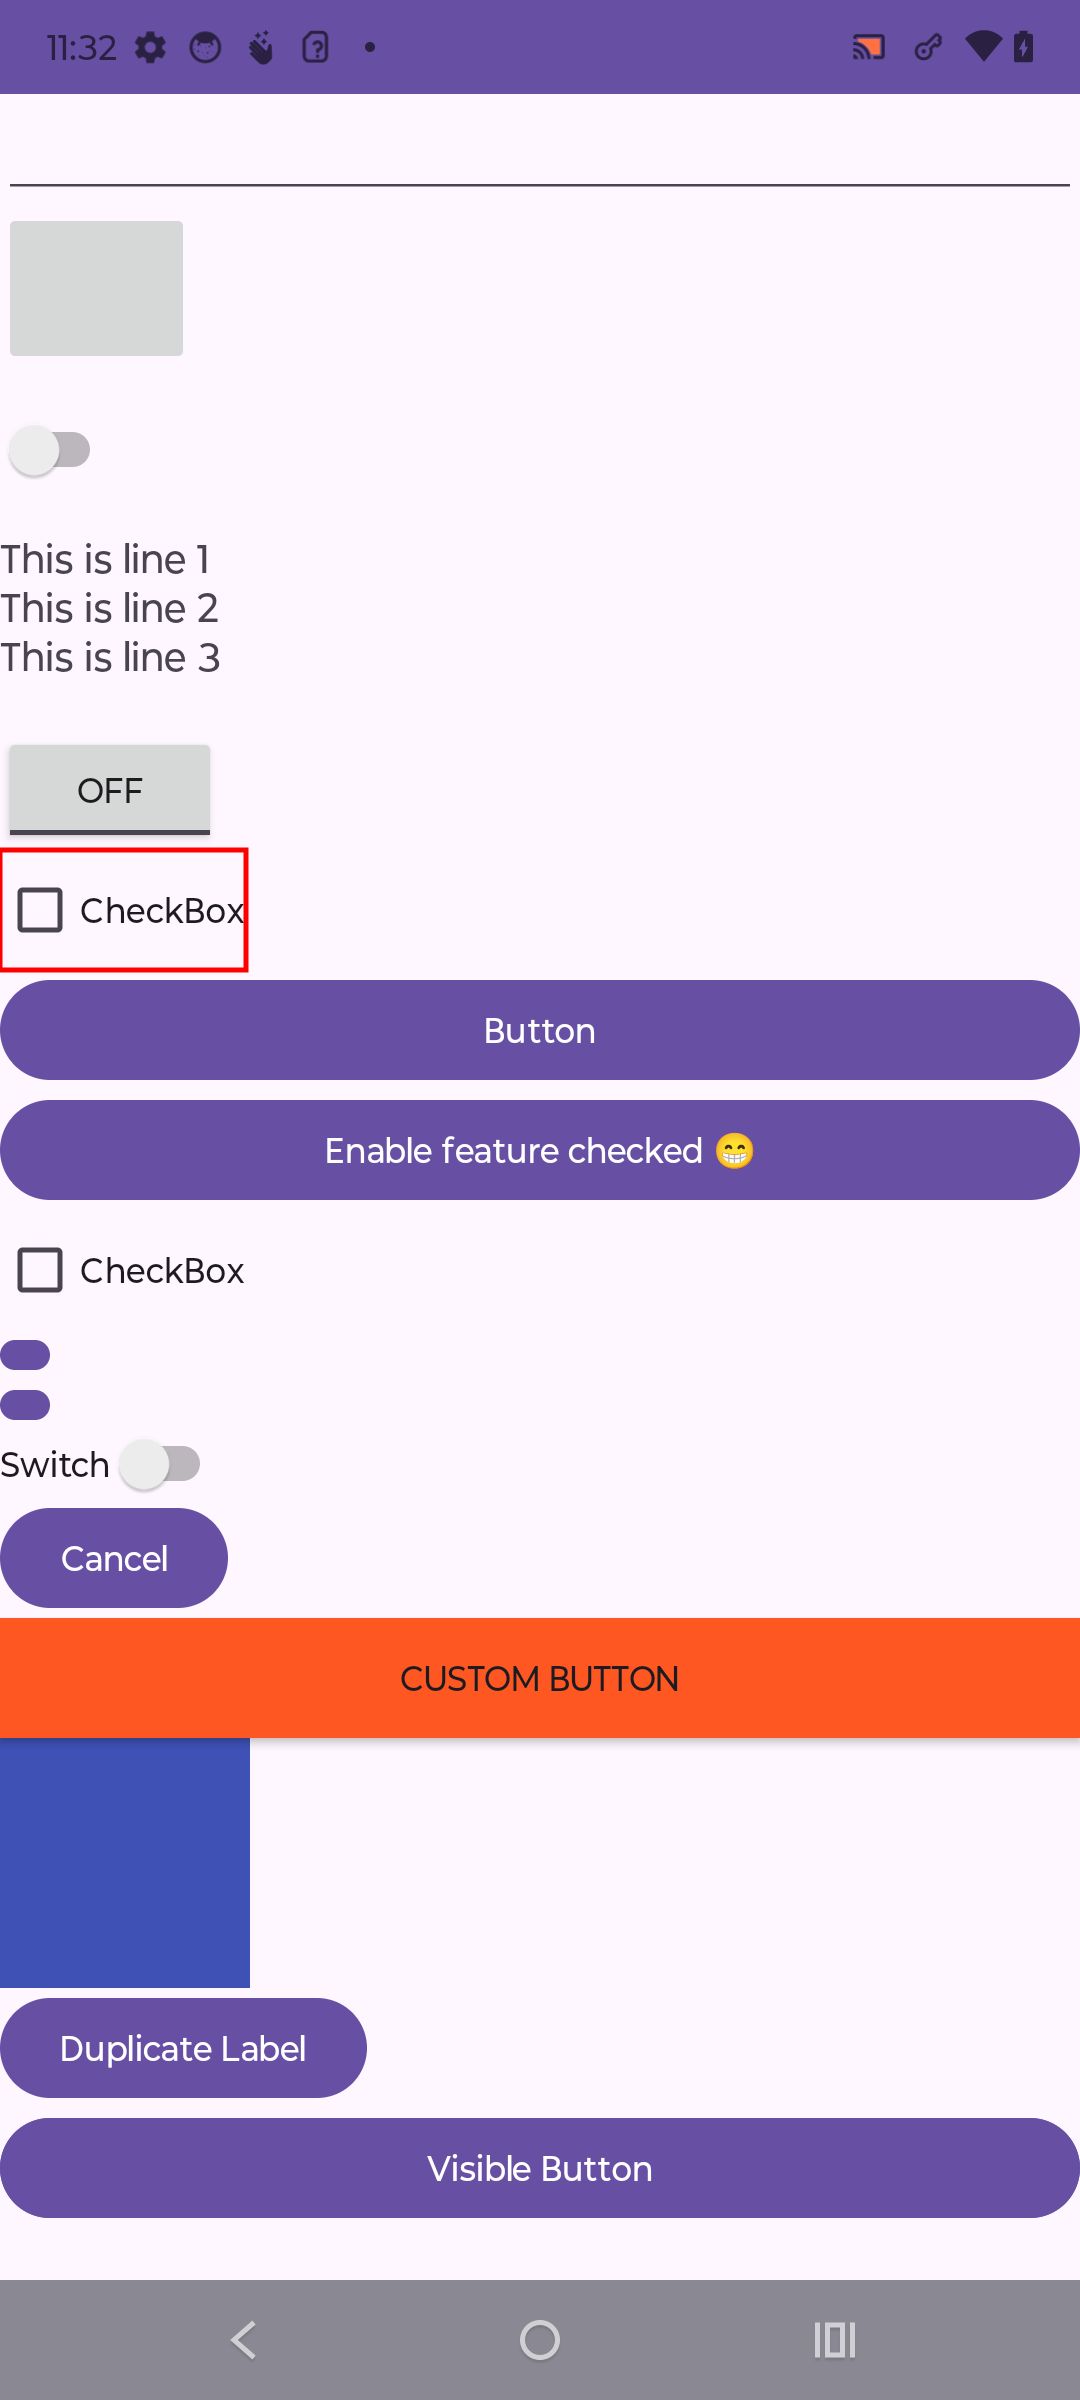 11:32
This is line 1
This is line 2
This is line 3
OFF
CheckBox
Button
Enable feature checked 😁
CheckBox
Switch
Cancel
CUSTOM BUTTON
Duplicate Label
Visible Button